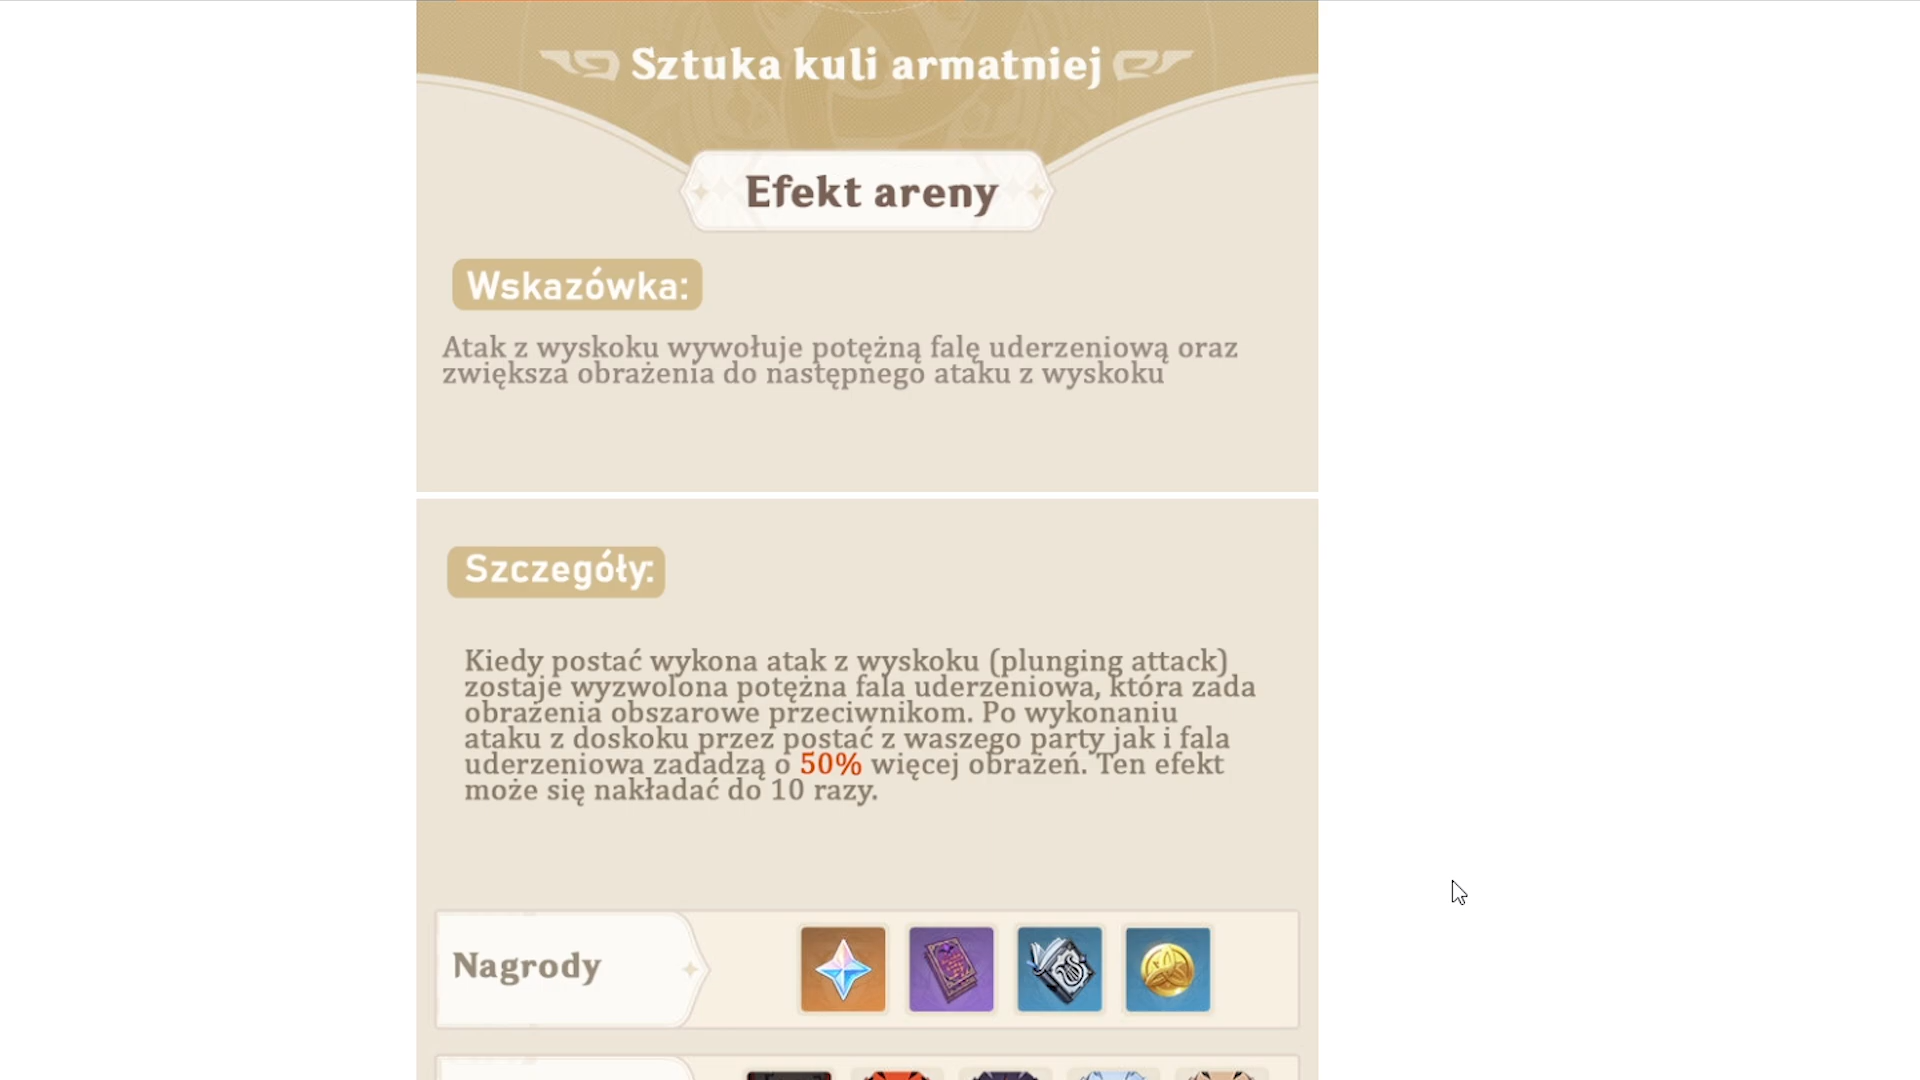 Sztuka kuli armatniej
Efekt areny
Wskazówka:
Atak z wyskoku wywołuje potężną falę uderzeniową oraz
zwiększa obrażenia do następnego ataku z wyskoku
Szczegóły:
Kiedy postać wykona atak z wyskoku (plunging attack)
zostaje wyzwolona potężna fala uderzeniowa, która zada
obrażenia obszarowe przeciwnikom. Po wykonaniu
ataku z doskoku przez postać z waszego party jak i fala
uderzeniowa zadadzą o 50% więcej obrażeń. Ten efekt
może się nakładać do 10 razy.
Nagrody